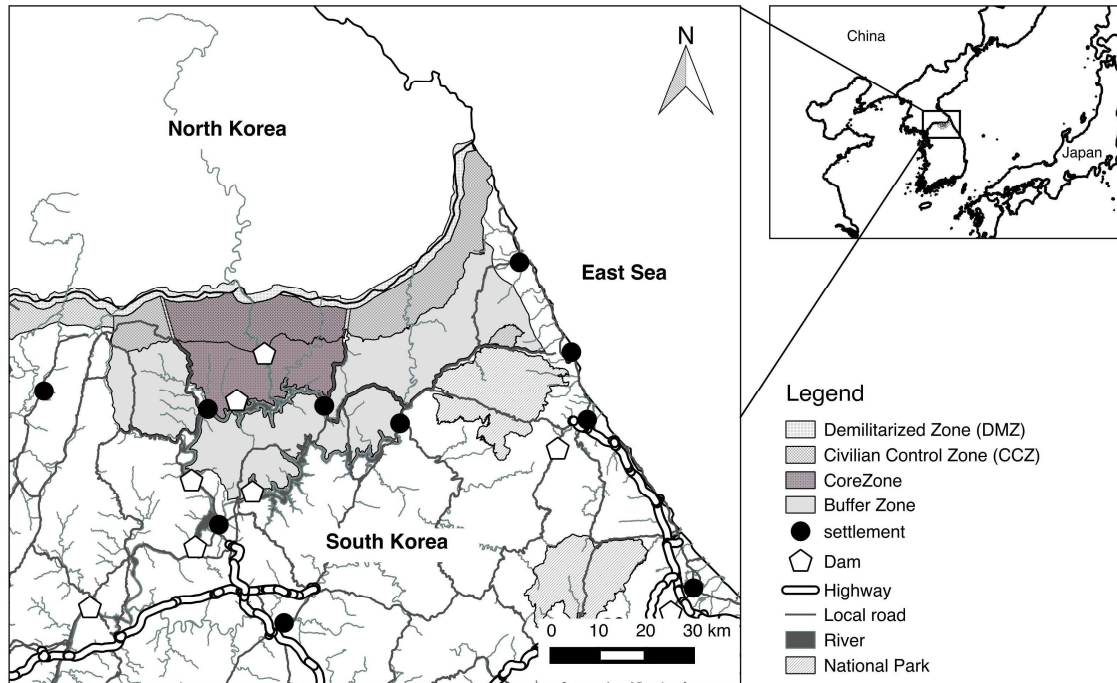 North Korea
N
East Sea
South Korea
0 10 20 30 km
China
Japan
Legend
Demilitarized Zone (DMZ)
Civilian Control Zone (CCZ)
CoreZone
Buffer Zone
settlement
Dam
Highway
Local road
River
National Park